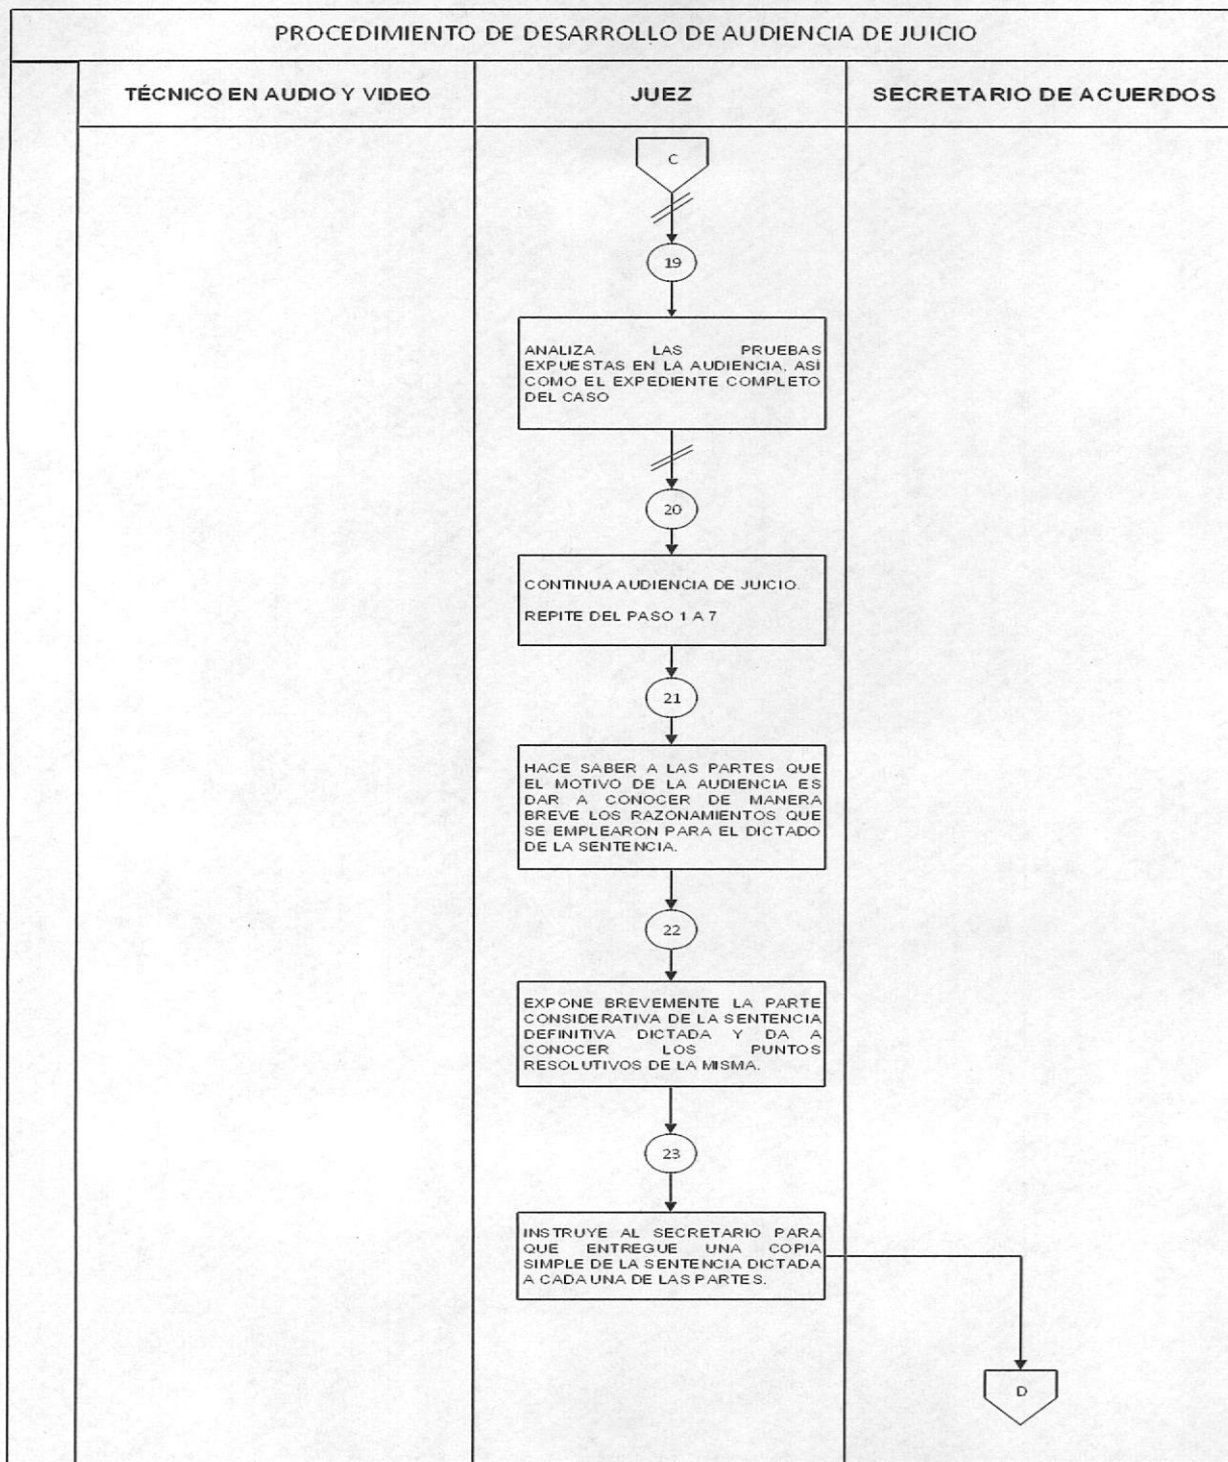 PROCEDIMIENTO DE DESARROLLO DE AUDIENCIA DE JUICIO
TÉCNICO EN AUDIO Y VIDEO
JUEZ
SECRETARIO DE ACUERDOS
C
19
ANALIZA LAS PRUEBAS
EXPUESTAS EN LA AUDIENCIA, ASÍ
COMO EL EXPEDIENTE COMPLETO
DEL CASO
20
CONTINUA AUDIENCIA DE JUICIO.
REPITE DEL PASO 1 A 7
21
HACE SABER A LAS PARTES QUE
EL MOTIVO DE LA AUDIENCIA ES
DAR A CONOCER DE MANERA
BREVE LOS RAZONAMIENTOS QUE
SE EMPLEARON PARA EL DICTADO
DE LA SENTENCIA.
22
EXPONE BREVEMENTE LA PARTE
CONSIDERATIVA DE LA SENTENCIA
DEFINITIVA DICTADA Y DA A
CONOCER LOS PUNTOS
RESOLUTIVOS DE LA MISMA.
23
INSTRUYE AL SECRETARIO PARA
QUE ENTREGUE UNA COPIA
SIMPLE DE LA SENTENCIA DICTADA
A CADA UNA DE LAS PARTES.
D